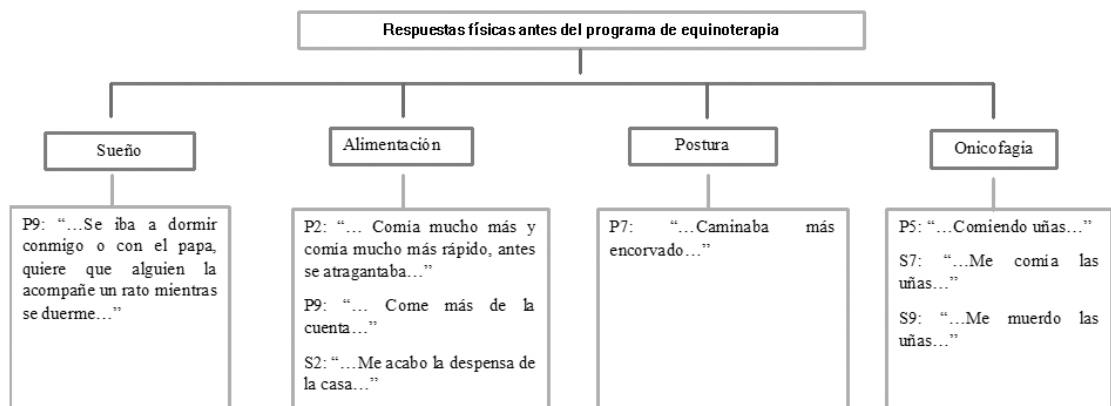 Respuestas físicas antes del programa de equinoterapia
Sueño
Alimentación
Postura
Onicofagia
P9: “…Se iba a dormir
conmigo o con el papa,
quiere que alguien la
acompañe un rato mientras
se duerme…”
P2: “… Comía mucho más y
comía mucho más rápido, antes
se atragantaba…”
P9: “… Come más de la
cuenta…”
S2: “…Me acabo la despensa de
la casa…”
P7: “…Caminaba más
encorvado…”
P5: “…Comiendo uñas…”
S7: “…Me comía las
uñas…”
S9: “…Me muerdo las
uñas…”